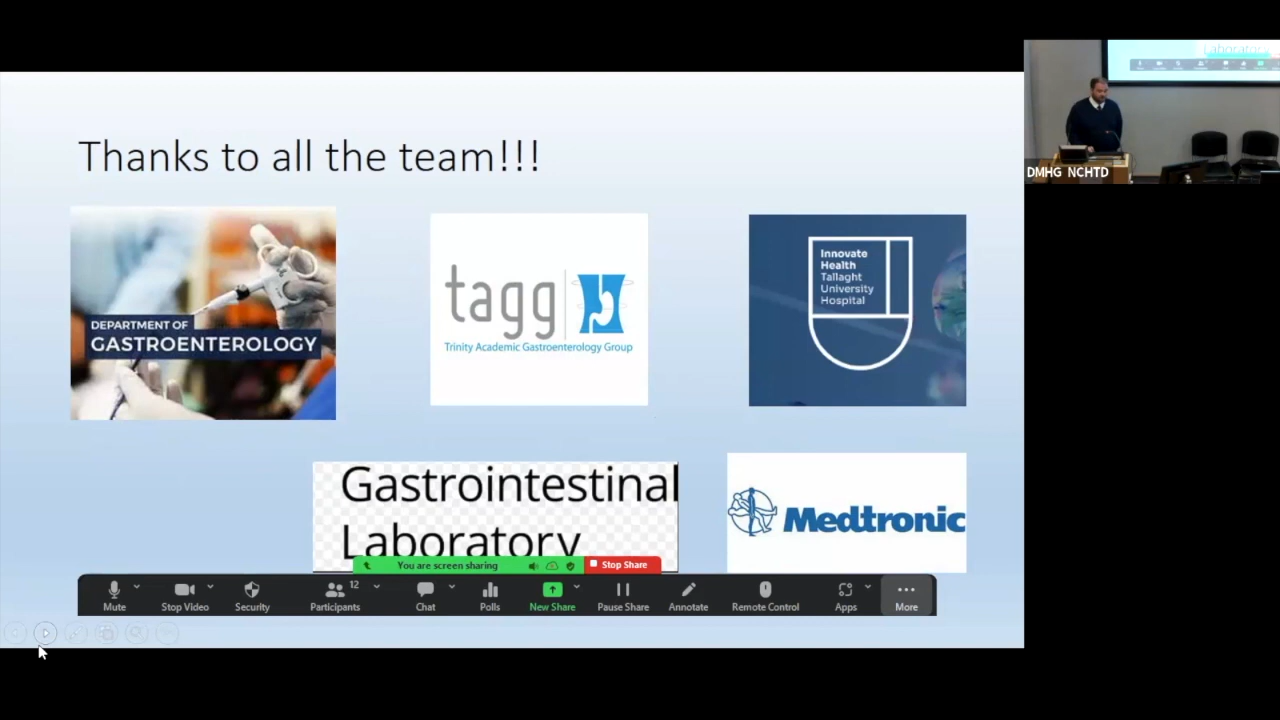 Thanks to all the team!!!
Laboratory
DMHG NCHTD
DEPARTMENT OF
GASTROENTEROLOGY
tagg
Trinity Academic Gastroenterology Group
Innovate
Health
Tallaght
University
Hospital
Gastrointestinal
Laboratory
Medtronic
You are screen sharing
Stop Share
Mute
Stop Video
Security
12
Participants
Chat
Polls
New Share
Pause Share
Annotate
Remote Control
Apps
More